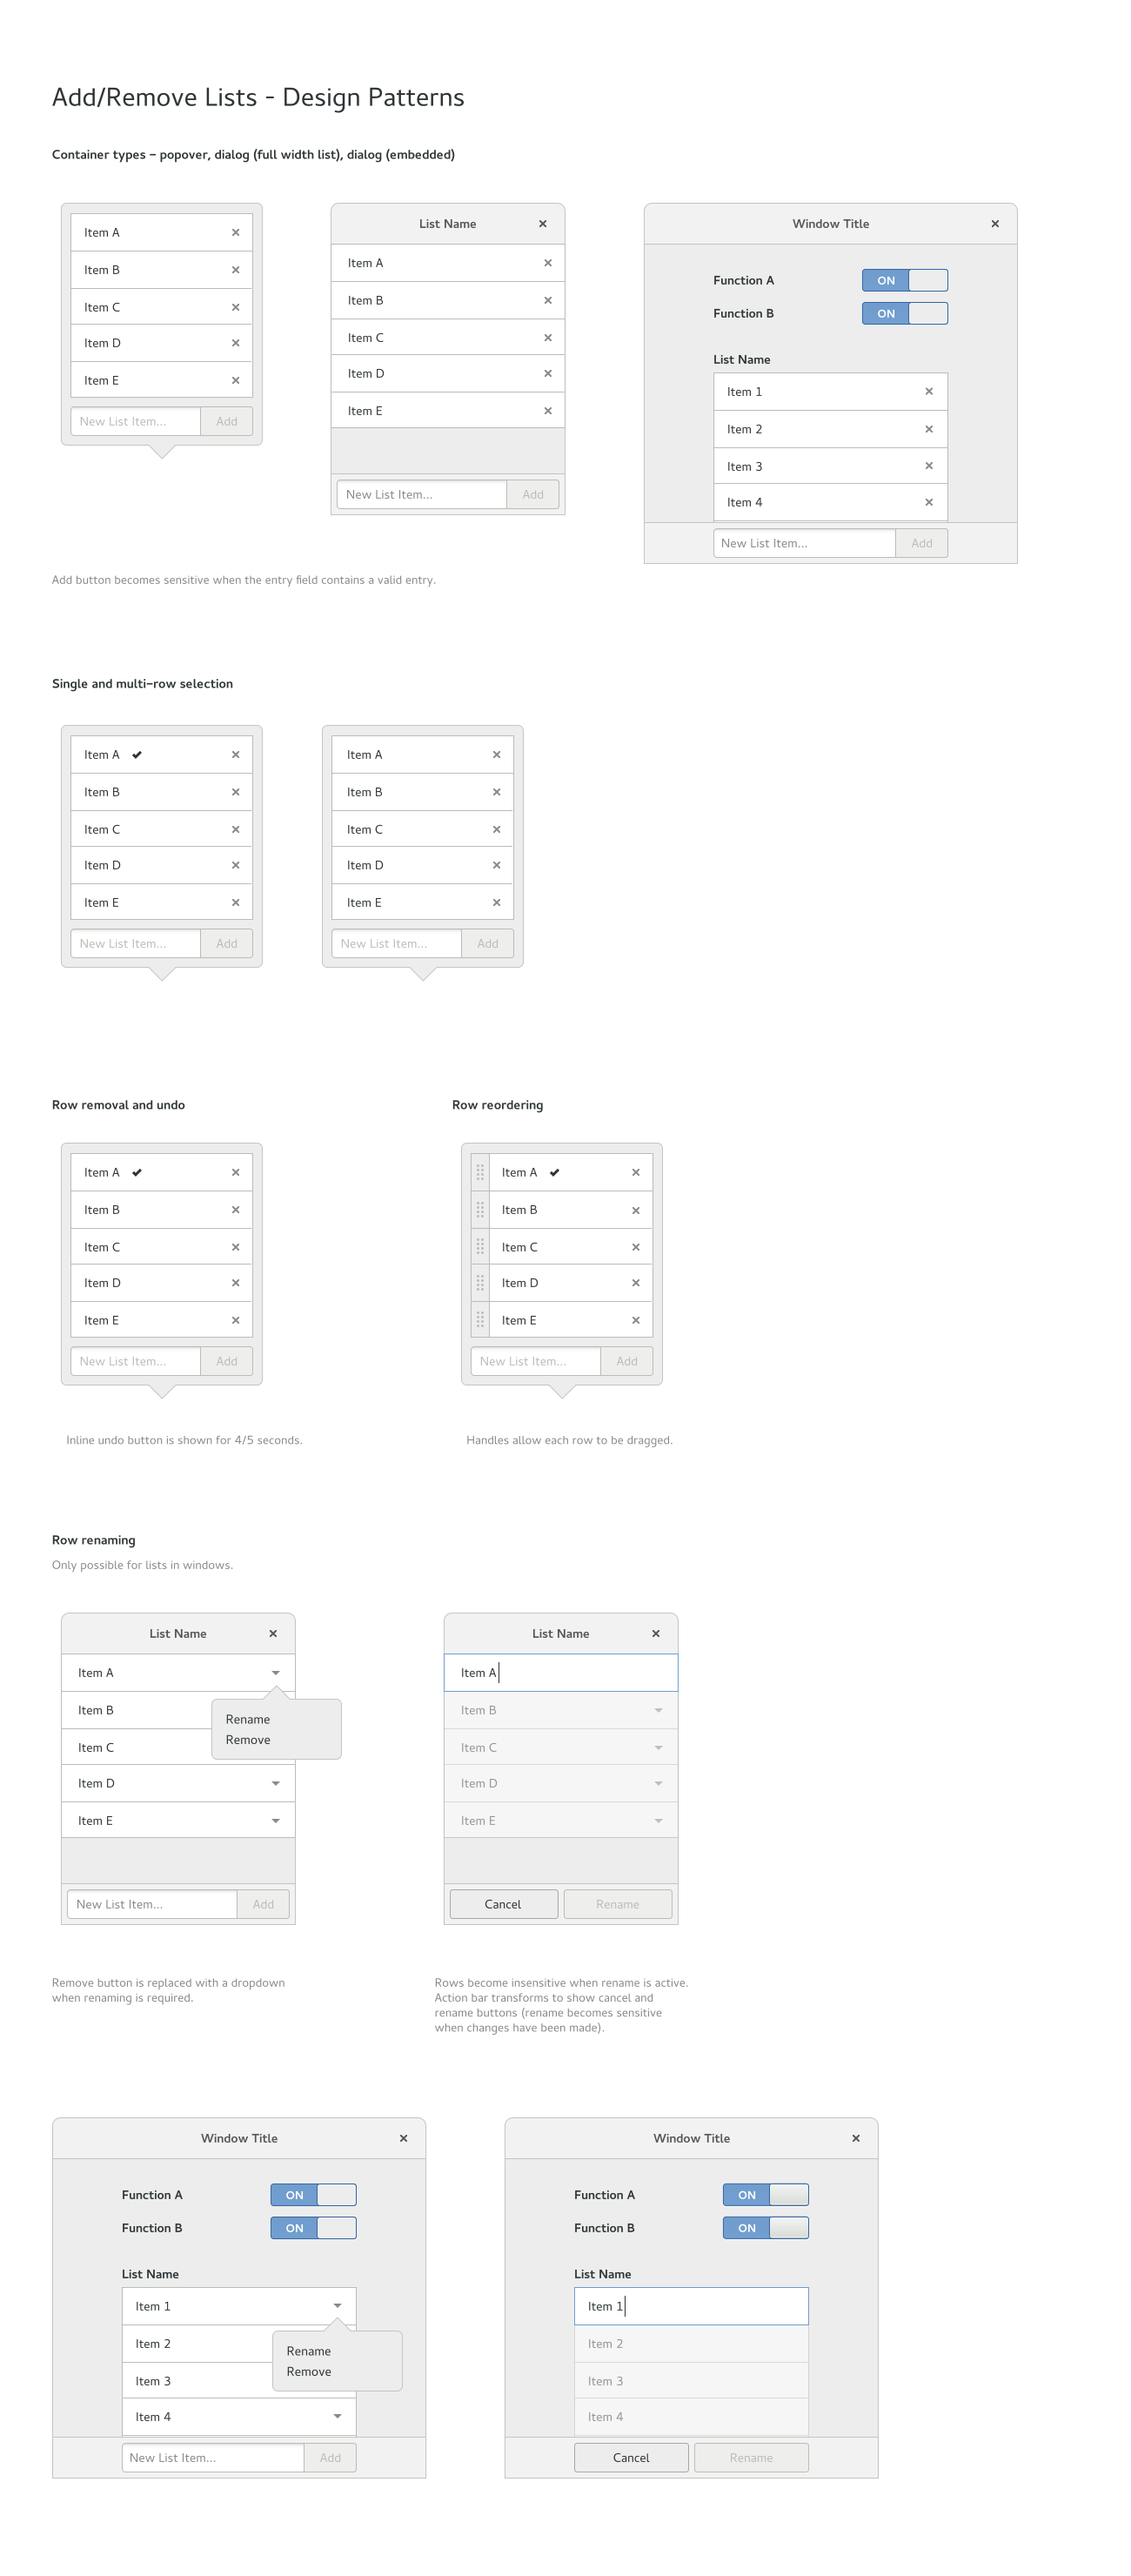 Add/Remove Lists - Design Patterns
Container types – popover, dialog (full width list), dialog (embedded)
Item A
Item B
Item C
Item D
Item E
New List Item... Add
List Name
Item A
Item B
Item C
Item D
Item E
New List Item... Add
Window Title
Function A ON
Function B ON
List Name
Item 1
Item 2
Item 3
Item 4
New List Item... Add
Add button becomes sensitive when the entry field contains a valid entry.
Single and multi–row selection
Item A
Item B
Item C
Item D
Item E
New List Item... Add
Item A
Item B
Item C
Item D
Item E
New List Item... Add
Row removal and undo
Item A
Item B
Item C
Item D
Item E
New List Item... Add
Inline undo button is shown for 4/5 seconds.
Row reordering
Item A
Item B
Item C
Item D
Item E
New List Item... Add
Handles allow each row to be dragged.
Row renaming
Only possible for lists in windows.
List Name
Item A
Item B
Item C
Item D
Item E
Rename
Remove
New List Item... Add
Remove button is replaced with a dropdown
when renaming is required.
List Name
Item A
Item B
Item C
Item D
Item E
Cancel Rename
Rows become insensitive when rename is active.
Action bar transforms to show cancel and
rename buttons (rename becomes sensitive
when changes have been made).
Window Title
Function A ON
Function B ON
List Name
Item 1
Item 2
Item 3
Item 4
Rename
Remove
New List Item... Add
Window Title
Function A ON
Function B ON
List Name
Item 1
Item 2
Item 3
Item 4
Cancel Rename